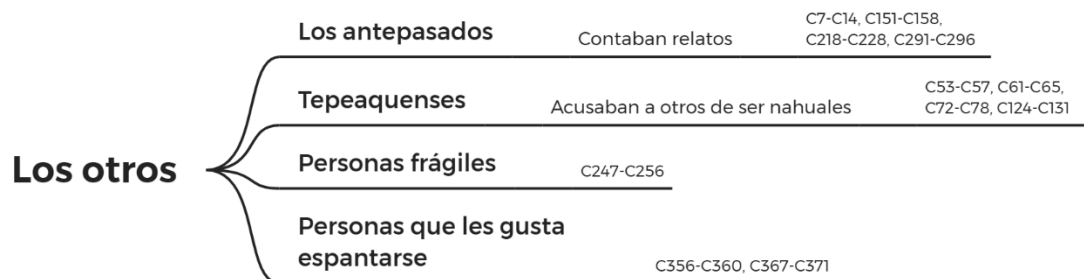 Los otros
Los antepasados
Contaban relatos
C7-C14, C151-C158,
C218-C228, C291-C296
Tepeaquenses
Acusaban a otros de ser nahuales
C53-C57, C61-C65,
C72-C78, C124-C131
Personas frágiles
C247-C256
Personas que les gusta
espantarse
C356-C360, C367-C371